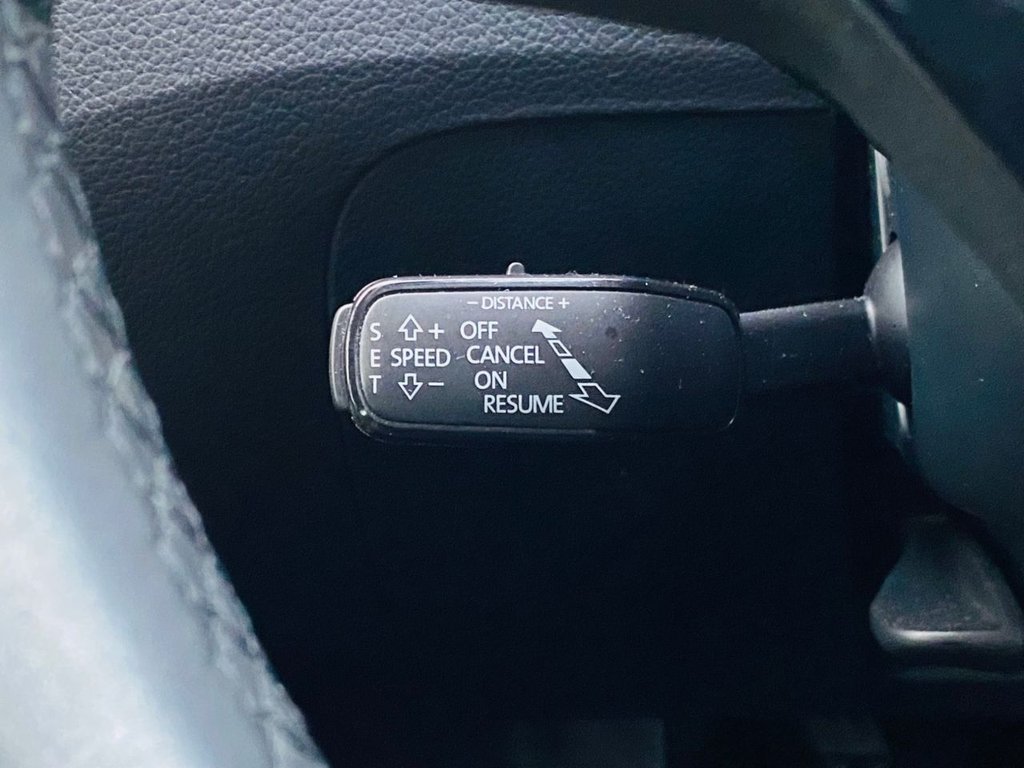 - DISTANCE +
S + OFF
E SPEED CANCEL
T - ON
RESUME